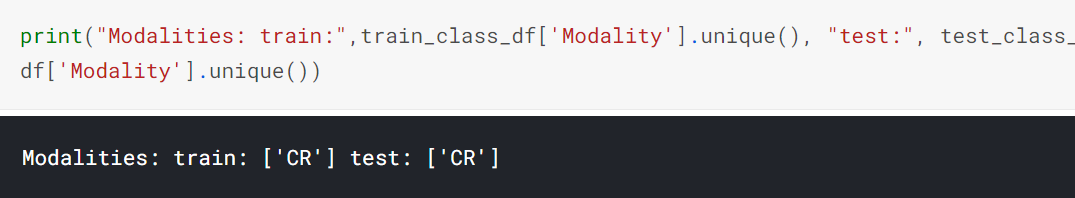 print("Modalities: train:",train_class_df['Modality'].unique(), "test:", test_class_
df['Modality'].unique())
Modalities: train: ['CR'] test: ['CR']